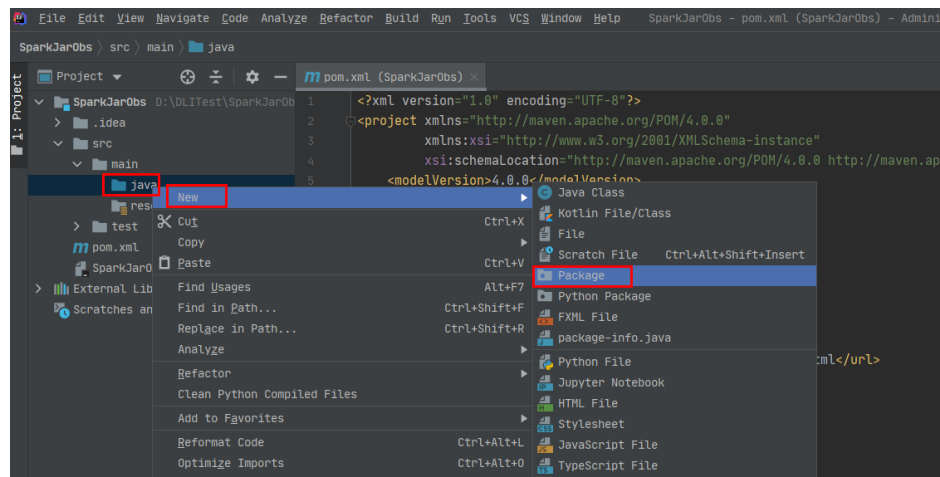 File Edit View Navigate Code Analyze Refactor Build Run Tools VCS Window Help SparkJarObs - pom.xml (SparkJarObs) - Admini
SparkJarObs src main java
1: Project
Project
pom.xml (SparkJarObs)
SparkJarObs D:\DLITest\SparkJarOb
.idea
src
main
java
res
test
pom.xml
SparkJarO
External Lib
Scratches an
1 <?xml version="1.0" encoding="UTF-8"?>
2 <project xmlns="http://maven.apache.org/POM/4.0.0"
3 xmlns:xsi="http://www.w3.org/2001/XMLSchema-instance"
4 xsi:schemaLocation="http://maven.apache.org/POM/4.0.0 http://maven.ap
5 <modelVersion>4.0.0</modelVersion>
ml</url>
New
Cut Ctrl+X
Copy
Paste Ctrl+V
Find Usages Alt+F7
Find in Path... Ctrl+Shift+F
Replace in Path... Ctrl+Shift+R
Analyze
Refactor
Clean Python Compiled Files
Add to Favorites
Reformat Code Ctrl+Alt+L
Optimize Imports Ctrl+Alt+O
Java Class
Kotlin File/Class
File
Scratch File Ctrl+Alt+Shift+Insert
Package
Python Package
FXML File
package-info.java
Python File
Jupyter Notebook
HTML File
Stylesheet
JavaScript File
TypeScript File